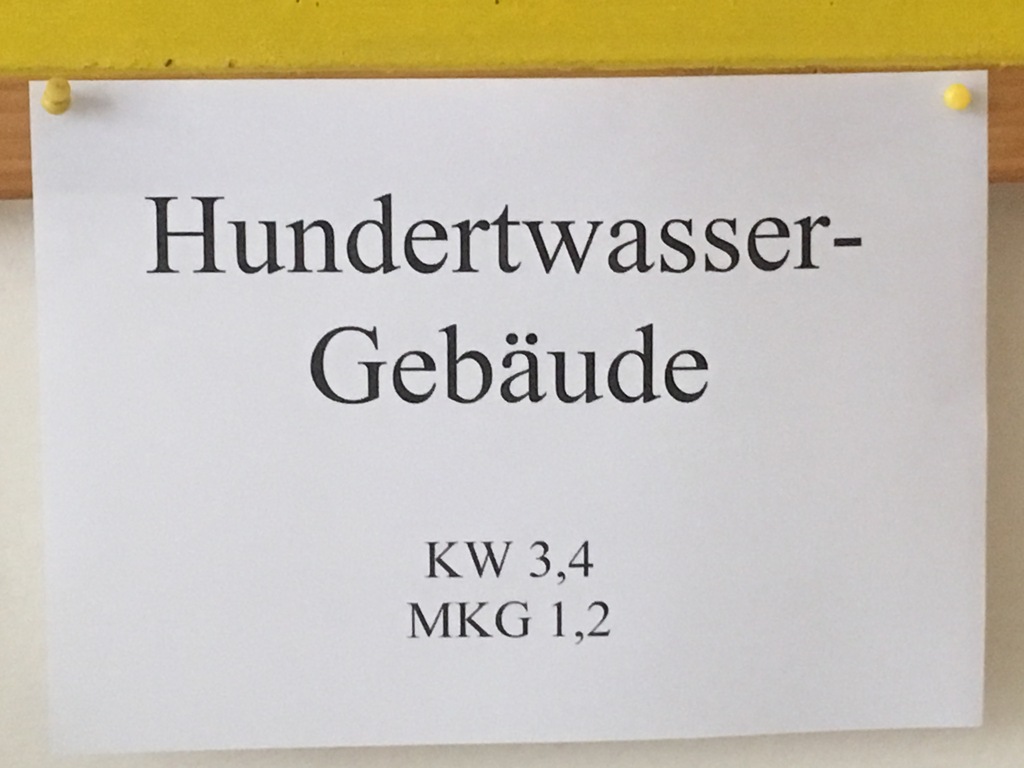 Hundertwasser-
Gebäude
KW 3,4
MKG 1,2